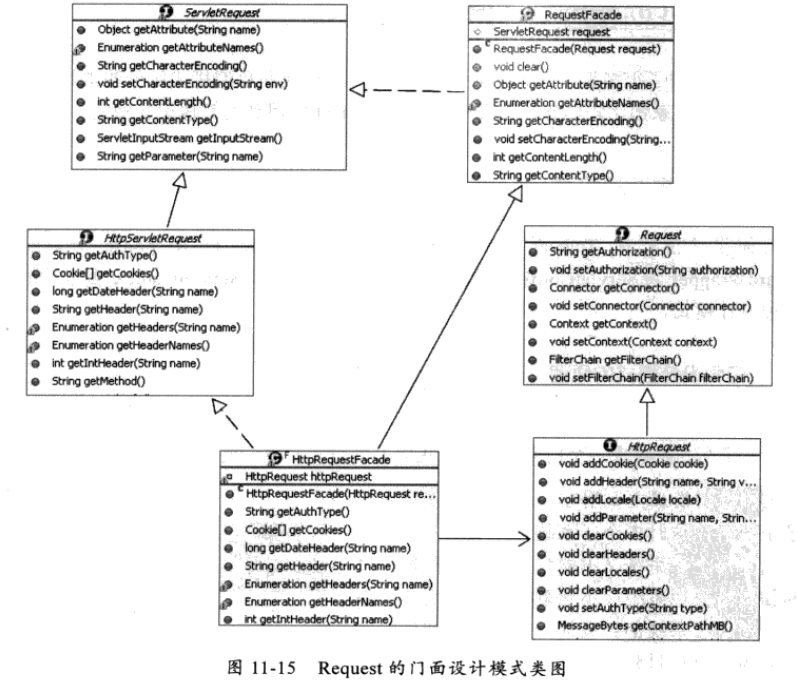 ServletRequest
Object getAttribute(String name)
Enumeration getAttributeNames()
String getCharacterEncoding()
void setCharacterEncoding(String env)
int getContentLength()
String getContentType()
ServletInputStream getInputStream()
String getParameter(String name)
RequestFacade
ServletRequest request
RequestFacade(Request request)
void clear()
Object getAttribute(String name)
Enumeration getAttributeNames()
String getCharacterEncoding()
void setCharacterEncoding(String...
int getContentLength()
String getContentType()
HttpServletRequest
String getAuthType()
Cookie[] getCookies()
long getDateHeader(String name)
String getHeader(String name)
Enumeration getHeaders(String name)
Enumeration getHeaderNames()
int getIntHeader(String name)
String getMethod()
Request
String getAuthorization()
void setAuthorization(String authorization)
Connector getConnector()
void setConnector(Connector connector)
Context getContext()
void setContext(Context context)
FilterChain getFilterChain()
void setFilterChain(FilterChain filterChain)
HttpRequestFacade
HttpRequest httpRequest
HttpRequestFacade(HttpRequest re...
String getAuthType()
Cookie[] getCookies()
long getDateHeader(String name)
String getHeader(String name)
Enumeration getHeaders(String name)
Enumeration getHeaderNames()
int getIntHeader(String name)
HttpRequest
void addCookie(Cookie cookie)
void addHeader(String name, String v...
void addLocale(Locale locale)
void addParameter(String name, Strin...
void clearCookies()
void clearHeaders()
void clearLocales()
void clearParameters()
void setAuthType(String type)
MessageBytes getContextPathMB()
图 11-15 Request 的门面设计模式类图